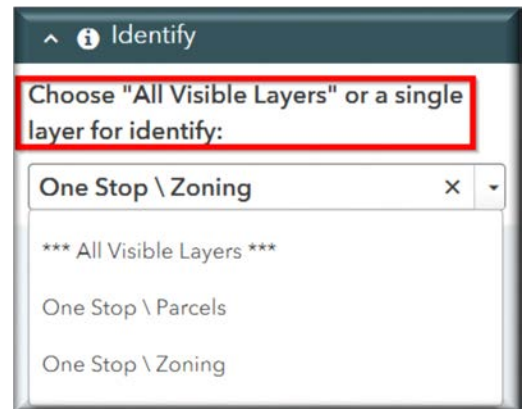 Identify
Choose "All Visible Layers" or a single
layer for identify:
One Stop \ Zoning
*** All Visible Layers ***
One Stop \ Parcels
One Stop \ Zoning